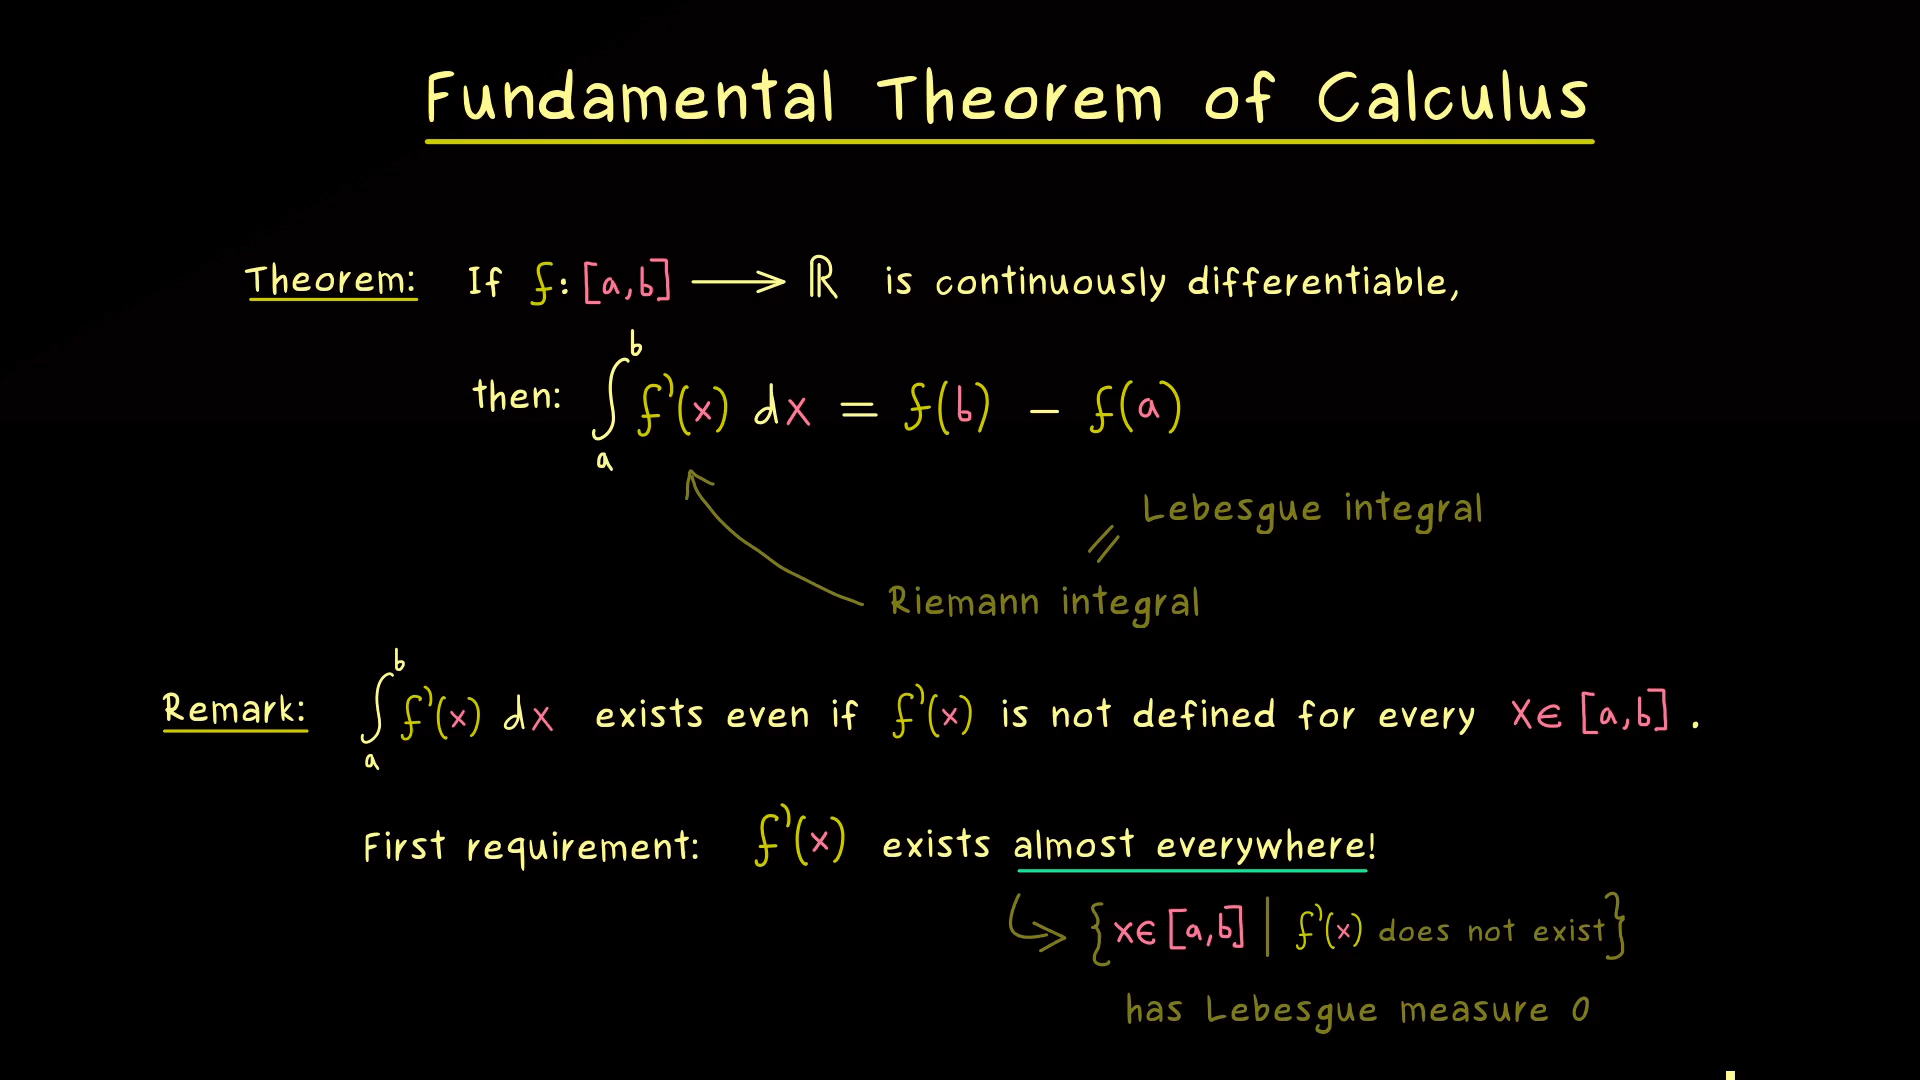 Fundamental Theorem of Calculus
Theorem: If f: [a,b] ⟶ ℝ is continuously differentiable,
then: ∫_a^b f'(x) dx = f(b) − f(a)
Lebesgue integral
=
Riemann integral
Remark: ∫_a^b f'(x) dx exists even if f'(x) is not defined for every x∈[a,b].
First requirement: f'(x) exists almost everywhere!
{x∈[a,b] | f'(x) does not exist}
has Lebesgue measure 0